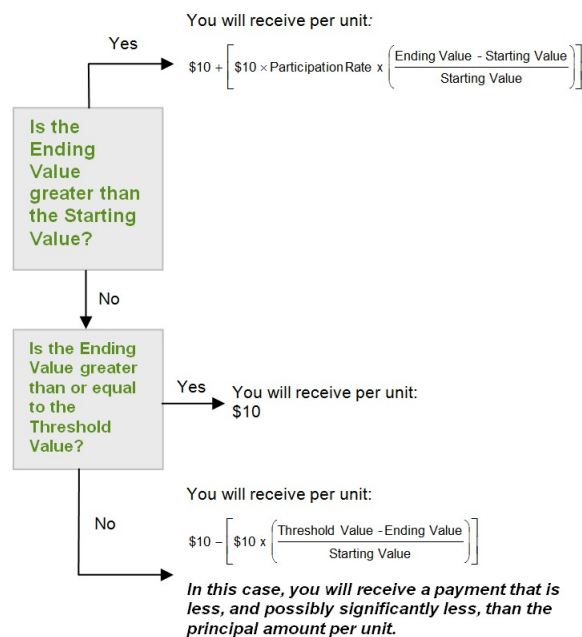 You will receive per unit:
Yes
$10 + [ $10 × Participation Rate x ( Ending Value - Starting Value
Starting Value ) ]
Is the
Ending
Value
greater than
the Starting
Value?
No
Is the Ending
Value greater
than or equal
to the
Threshold
Value?
Yes
You will receive per unit:
$10
You will receive per unit:
No
$10 – [ $10 x ( Threshold Value - Ending Value
Starting Value ) ]
In this case, you will receive a payment that is
less, and possibly significantly less, than the
principal amount per unit.